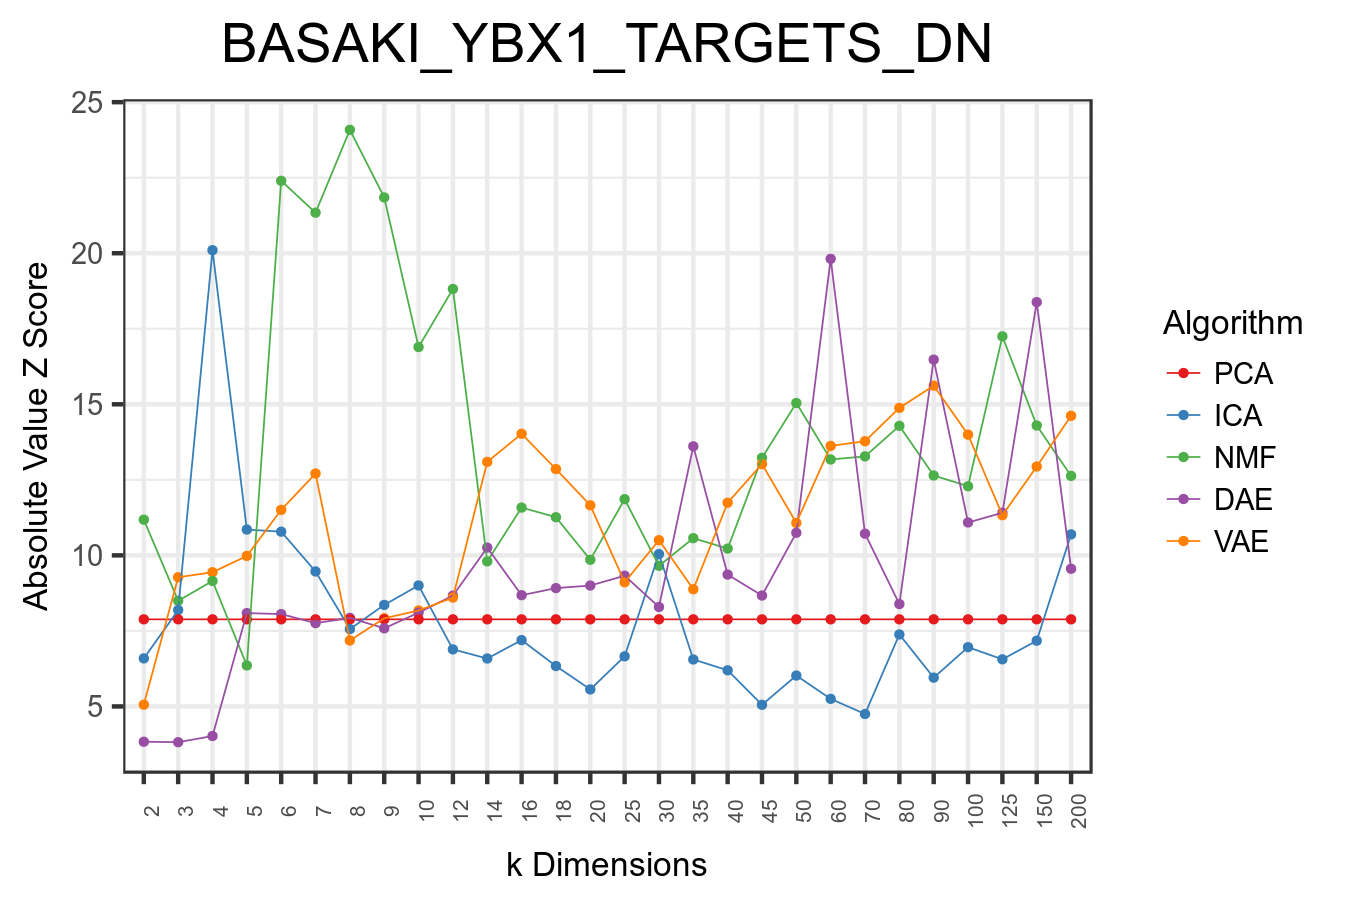 BASAKI_YBX1_TARGETS_DN
Absolute Value Z Score
25
20
15
10
5
2 3 4 5 6 7 8 9 10 12 14 16 18 20 25 30 35 40 45 50 60 70 80 90 100 125 150 200
k Dimensions
Algorithm
PCA
ICA
NMF
DAE
VAE